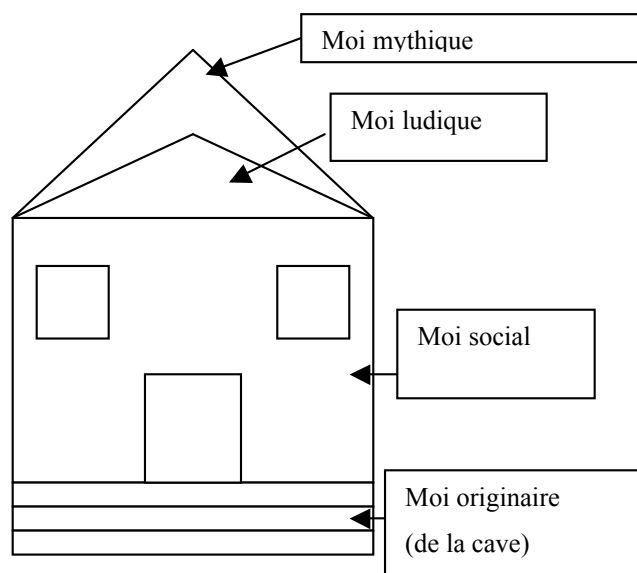 Moi mythique
Moi ludique
Moi social
Moi originaire
(de la cave)